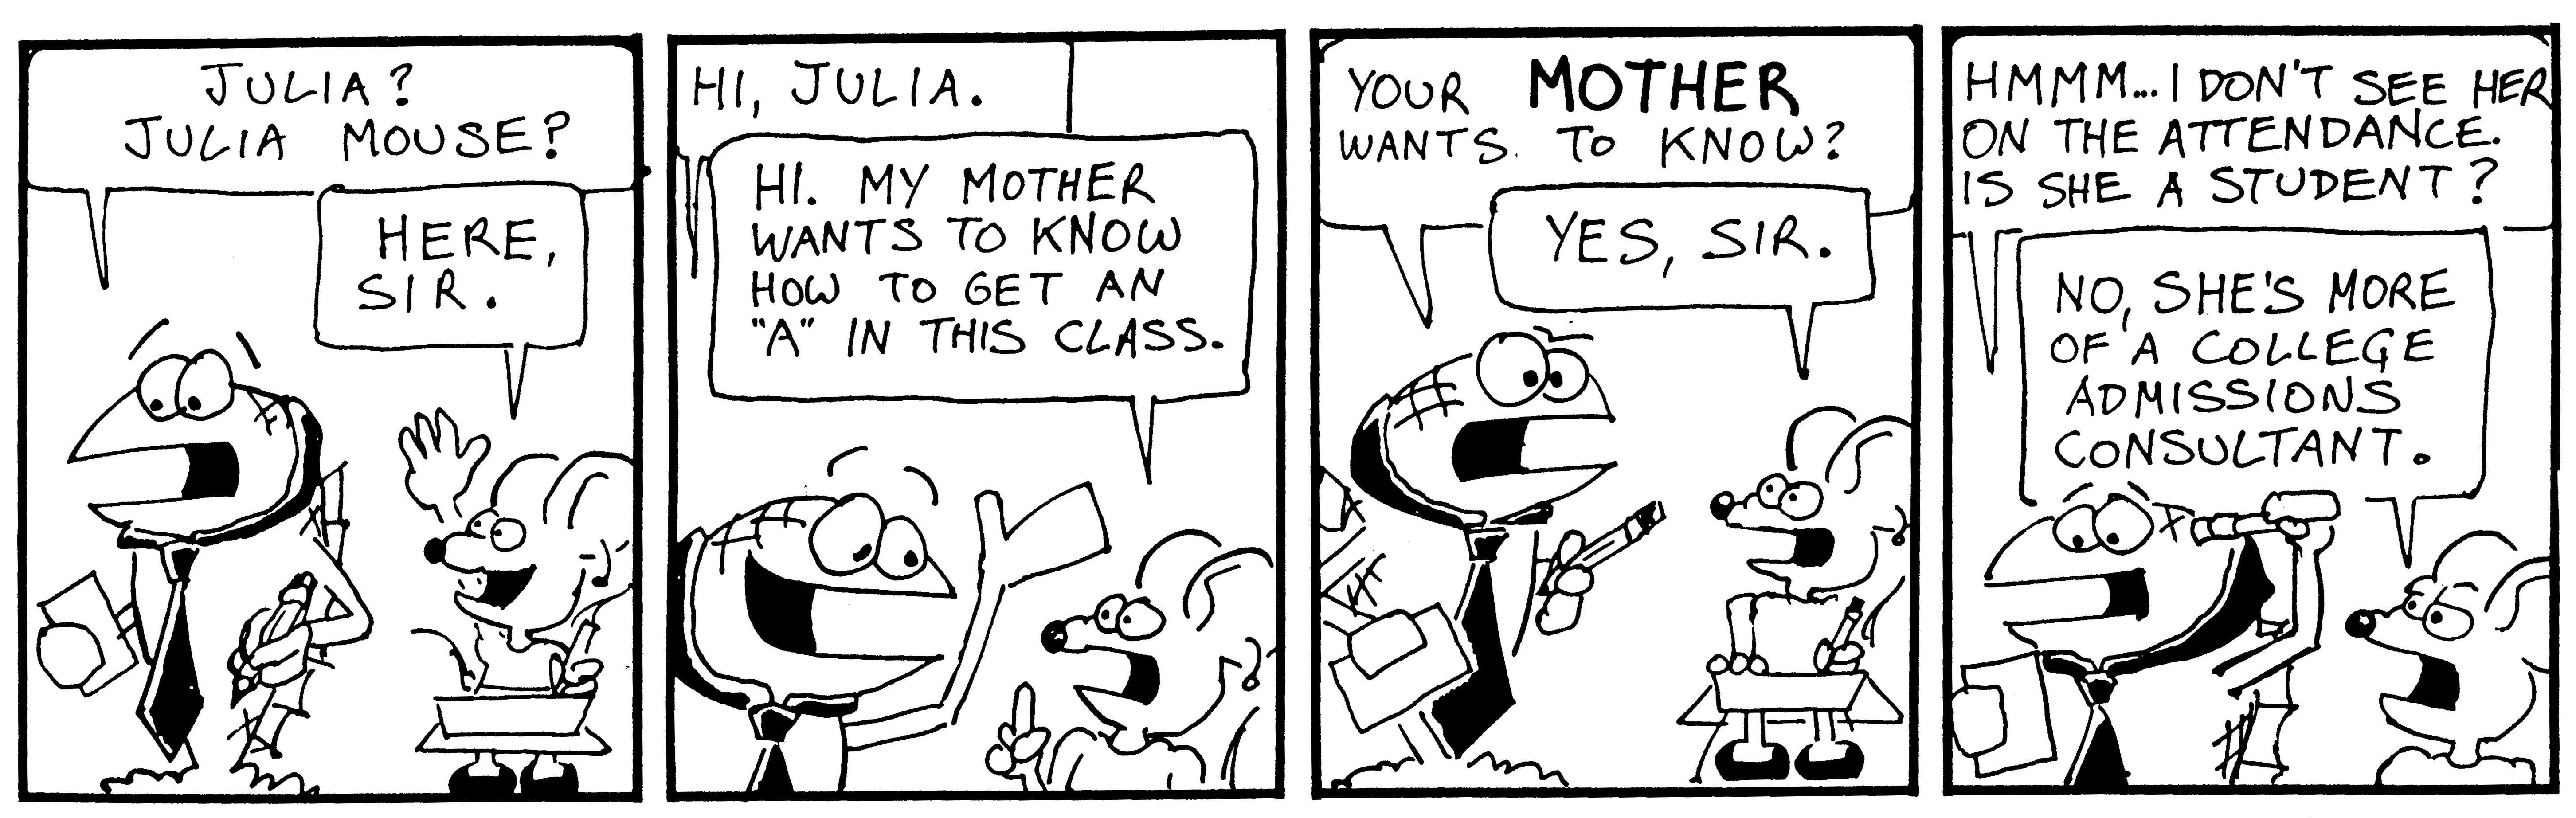 JULIA?
JULIA MOUSE?
HERE,
SIR.
HI, JULIA.
HI. MY MOTHER
WANTS TO KNOW
HOW TO GET AN
"A" IN THIS CLASS.
YOUR MOTHER
WANTS TO KNOW?
YES, SIR.
HMMM... I DON'T SEE HER
ON THE ATTENDANCE.
IS SHE A STUDENT?
NO, SHE'S MORE
OF A COLLEGE
ADMISSIONS
CONSULTANT.